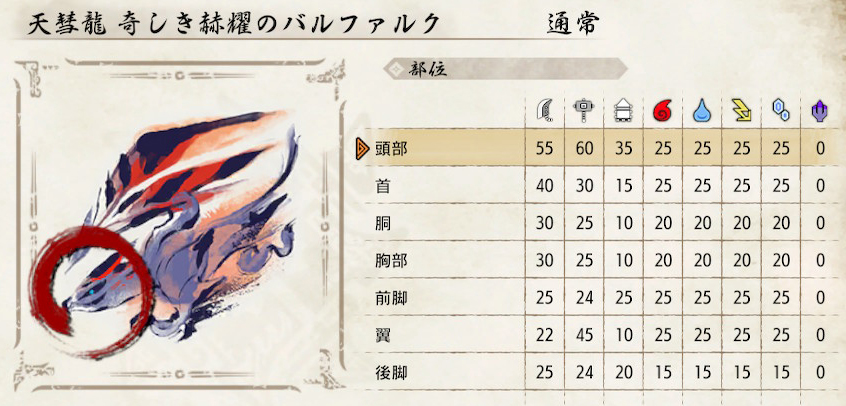 天彗龍 奇しき赫耀のバルファルク 通常
部位
頭部 55 60 35 25 25 25 25 0
首 40 30 15 25 25 25 25 0
胴 30 25 10 20 20 20 20 0
胸部 30 25 10 20 20 20 20 0
前脚 25 24 25 25 25 25 25 0
翼 22 45 10 25 25 25 25 0
後脚 25 24 20 15 15 15 15 0